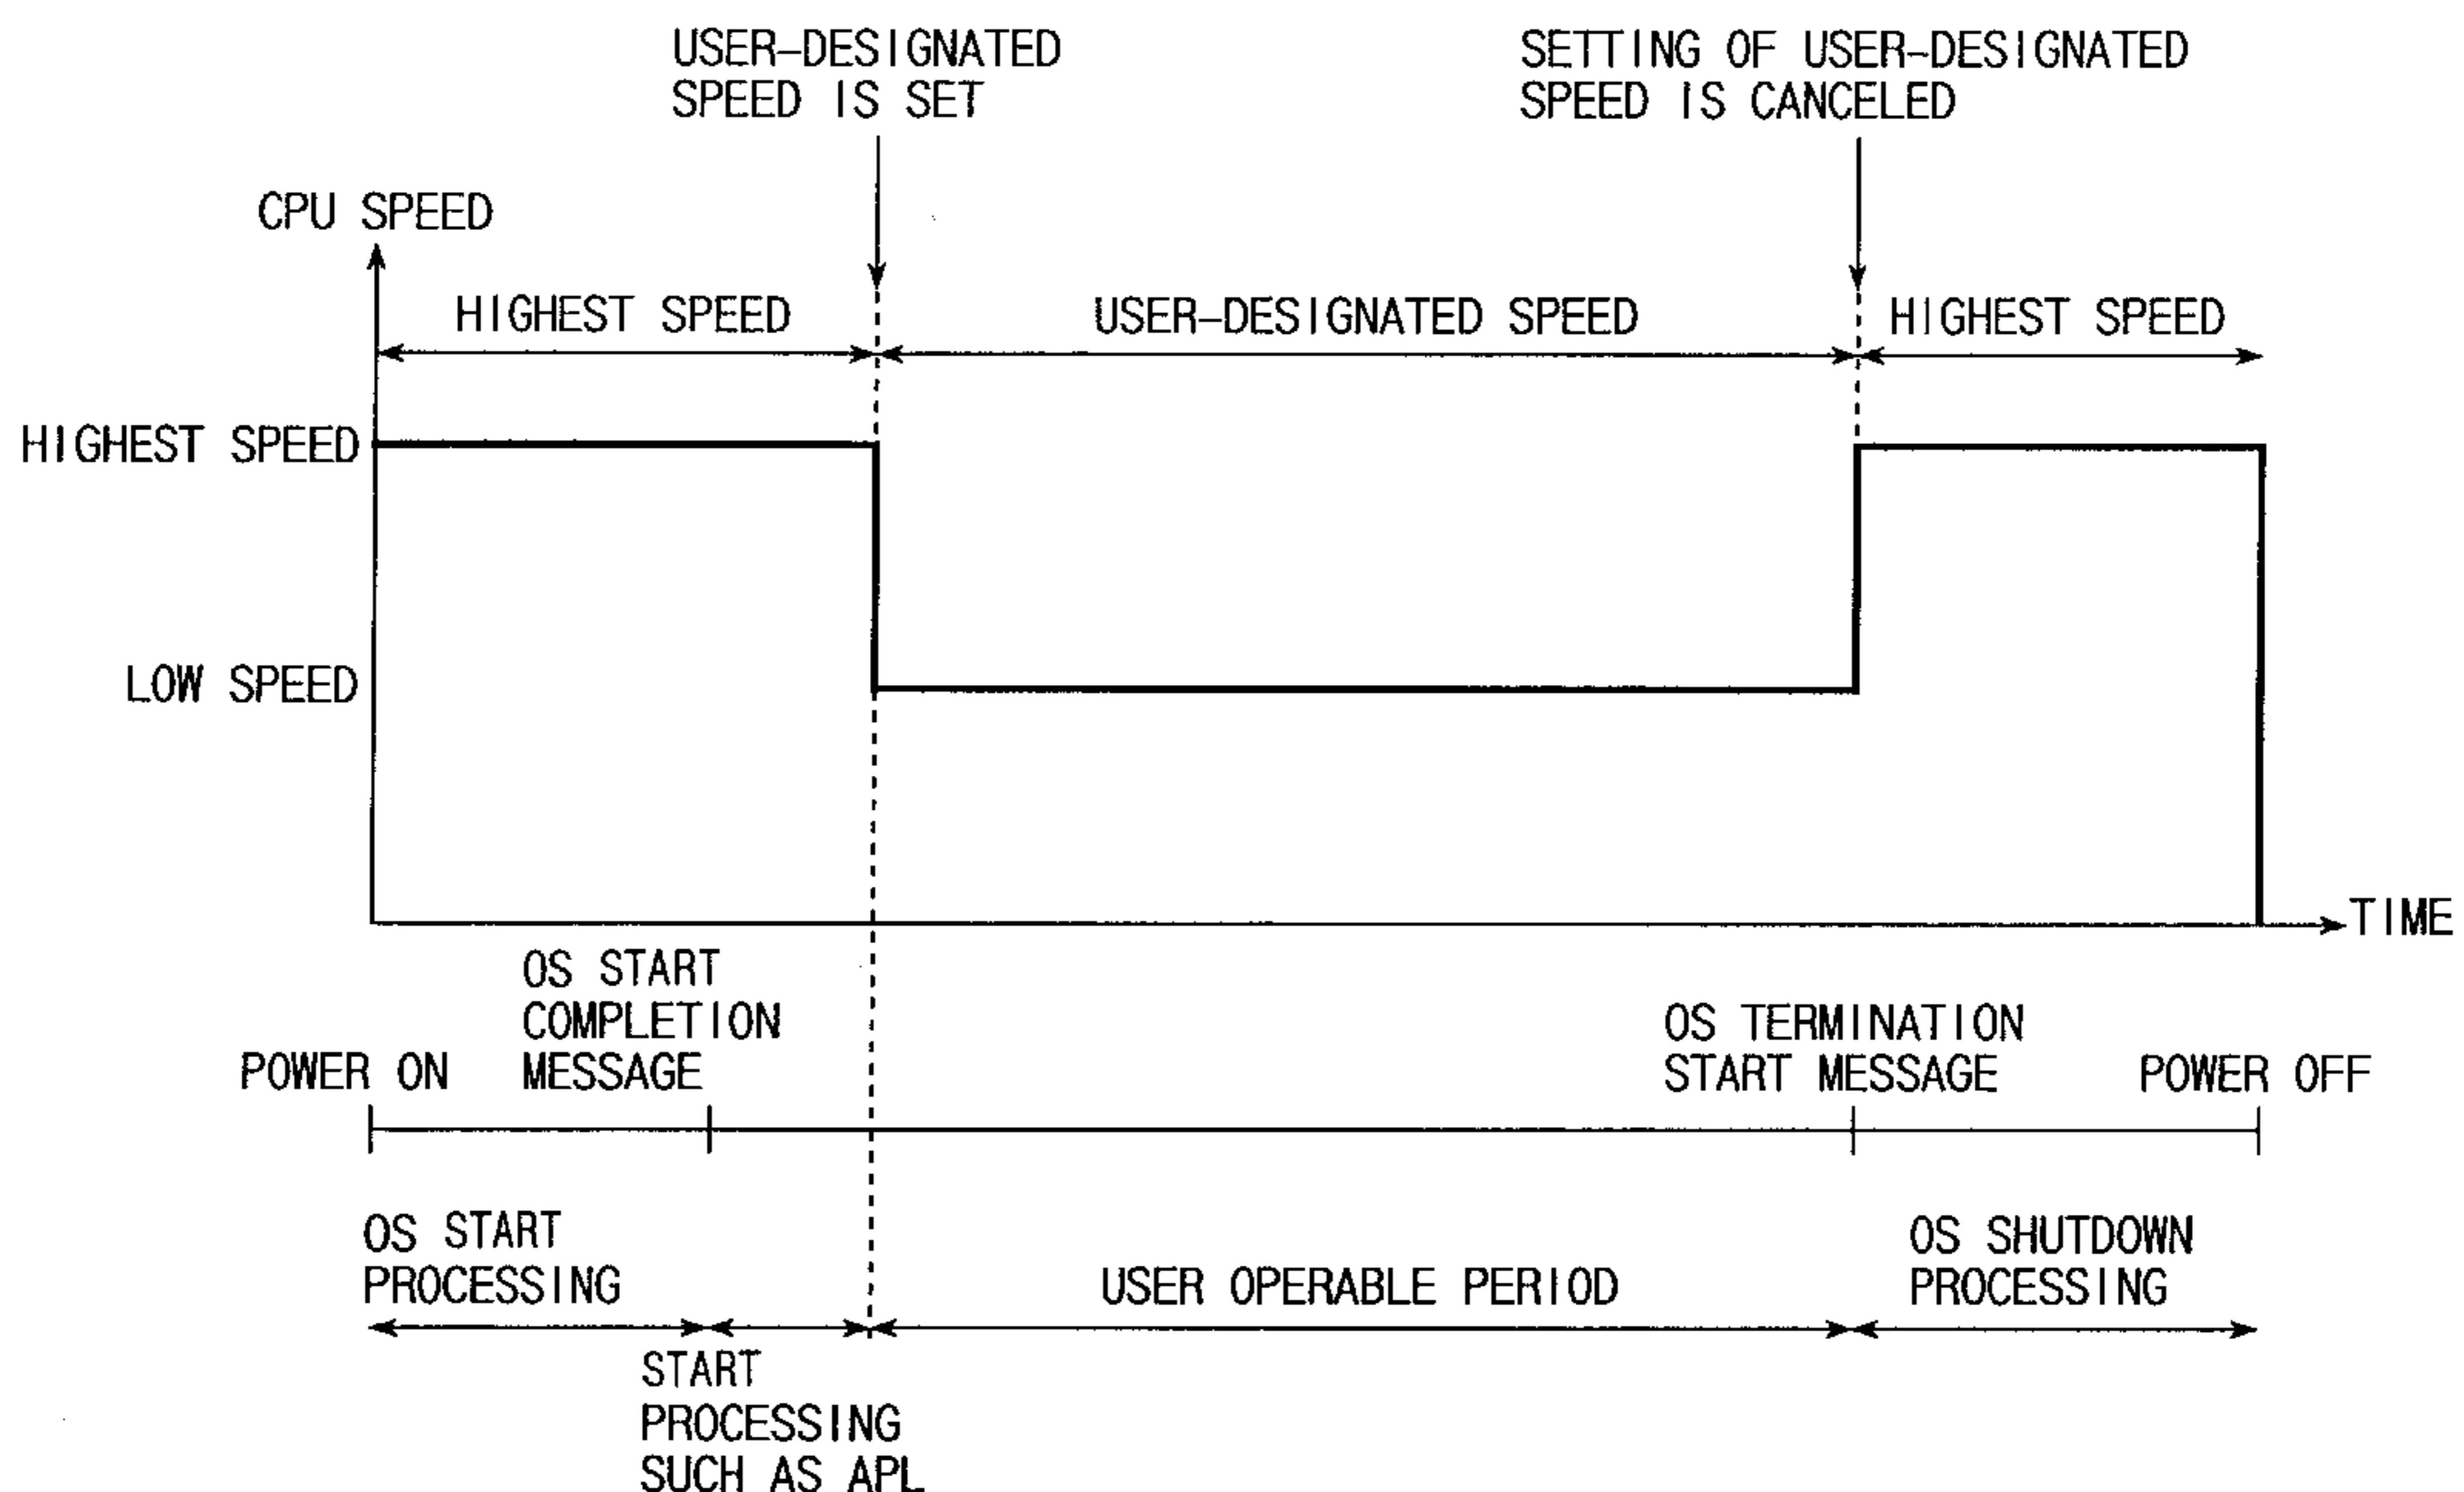 USER-DESIGNATED
SPEED IS SET
SETTING OF USER-DESIGNATED
SPEED IS CANCELED
CPU SPEED
HIGHEST SPEED
USER-DESIGNATED SPEED
HIGHEST SPEED
HIGHEST SPEED
LOW SPEED
TIME
OS START
COMPLETION
MESSAGE
POWER ON
OS TERMINATION
START MESSAGE
POWER OFF
OS START
PROCESSING
USER OPERABLE PERIOD
OS SHUTDOWN
PROCESSING
START
PROCESSING
SUCH AS APL